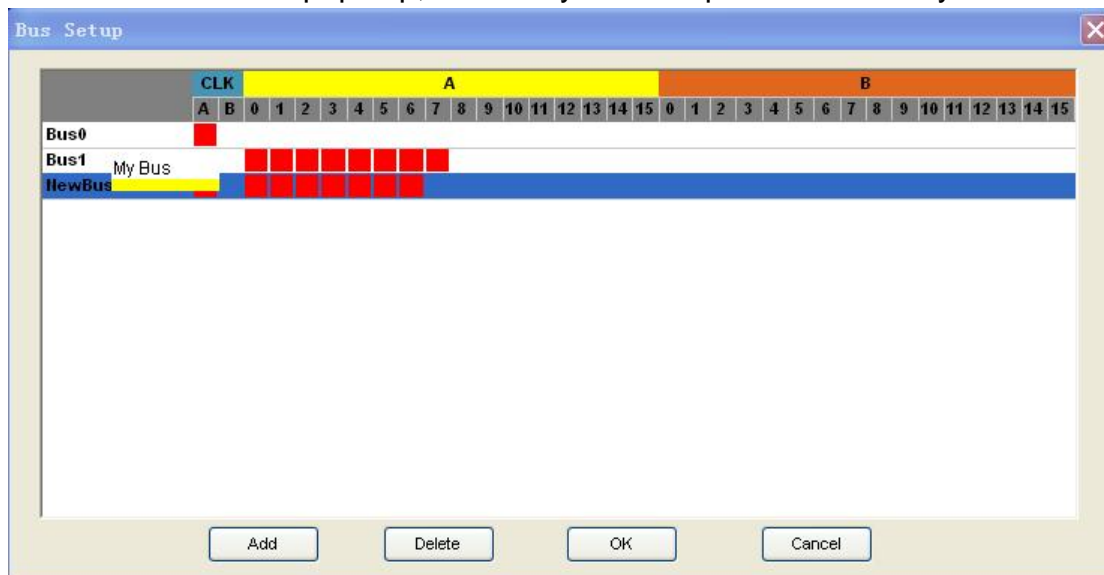 Bus Setup
CLK A B
A B 0 1 2 3 4 5 6 7 8 9 10 11 12 13 14 15 0 1 2 3 4 5 6 7 8 9 10 11 12 13 14 15
Bus0
Bus1
My Bus
NewBus
Add Delete OK Cancel